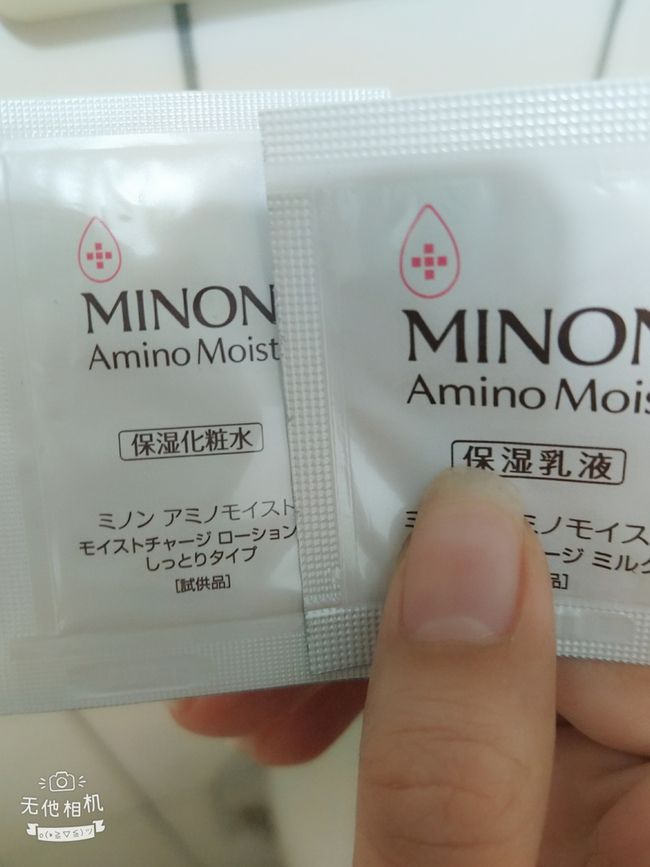 MINON
Amino Moist
保湿化粧水
ミノン アミノモイスト
モイストチャージ ローション
しっとりタイプ
[試供品]
MINON
Amino Mois
保湿乳液
ミノモイス
ージ ミルク
品]
无他相机